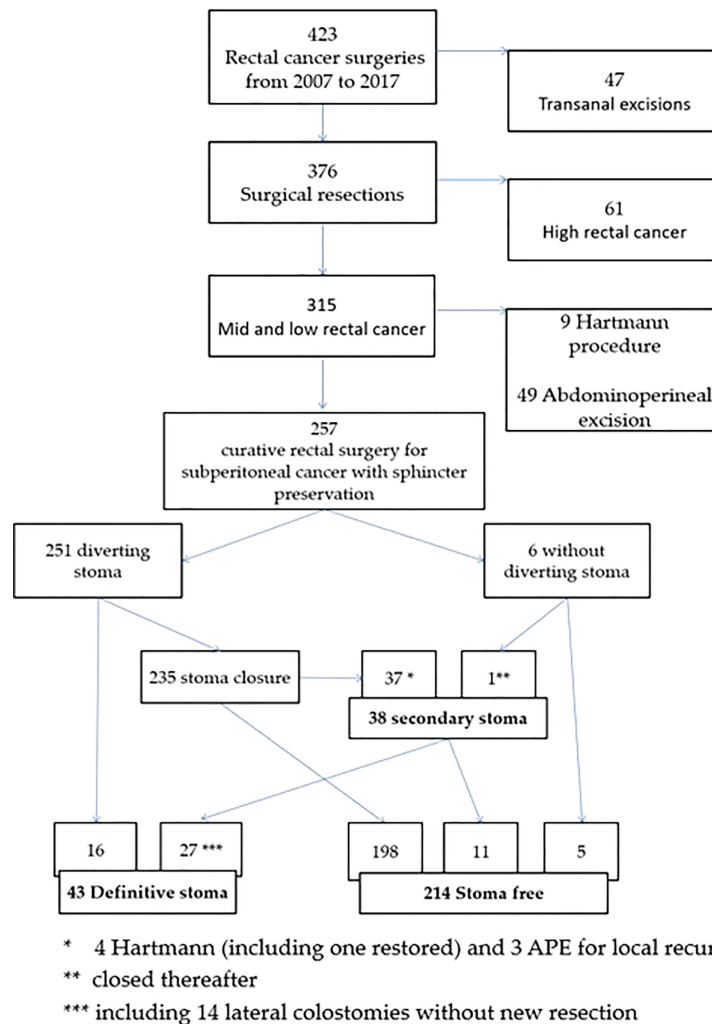 423
Rectal cancer surgeries
from 2007 to 2017
47
Transanal excisions
376
Surgical resections
61
High rectal cancer
315
Mid and low rectal cancer
9 Hartmann
procedure
49 Abdominoperineal
excision
257
curative rectal surgery for
subperitoneal cancer with sphincter
preservation
251 diverting
stoma
6 without
diverting stoma
235 stoma closure
37 *
1**
38 secondary stoma
16
27 ***
43 Definitive stoma
198
11
5
214 Stoma free
* 4 Hartmann (including one restored) and 3 APE for local
** closed thereafter
*** including 14 lateral colostomies without new resection